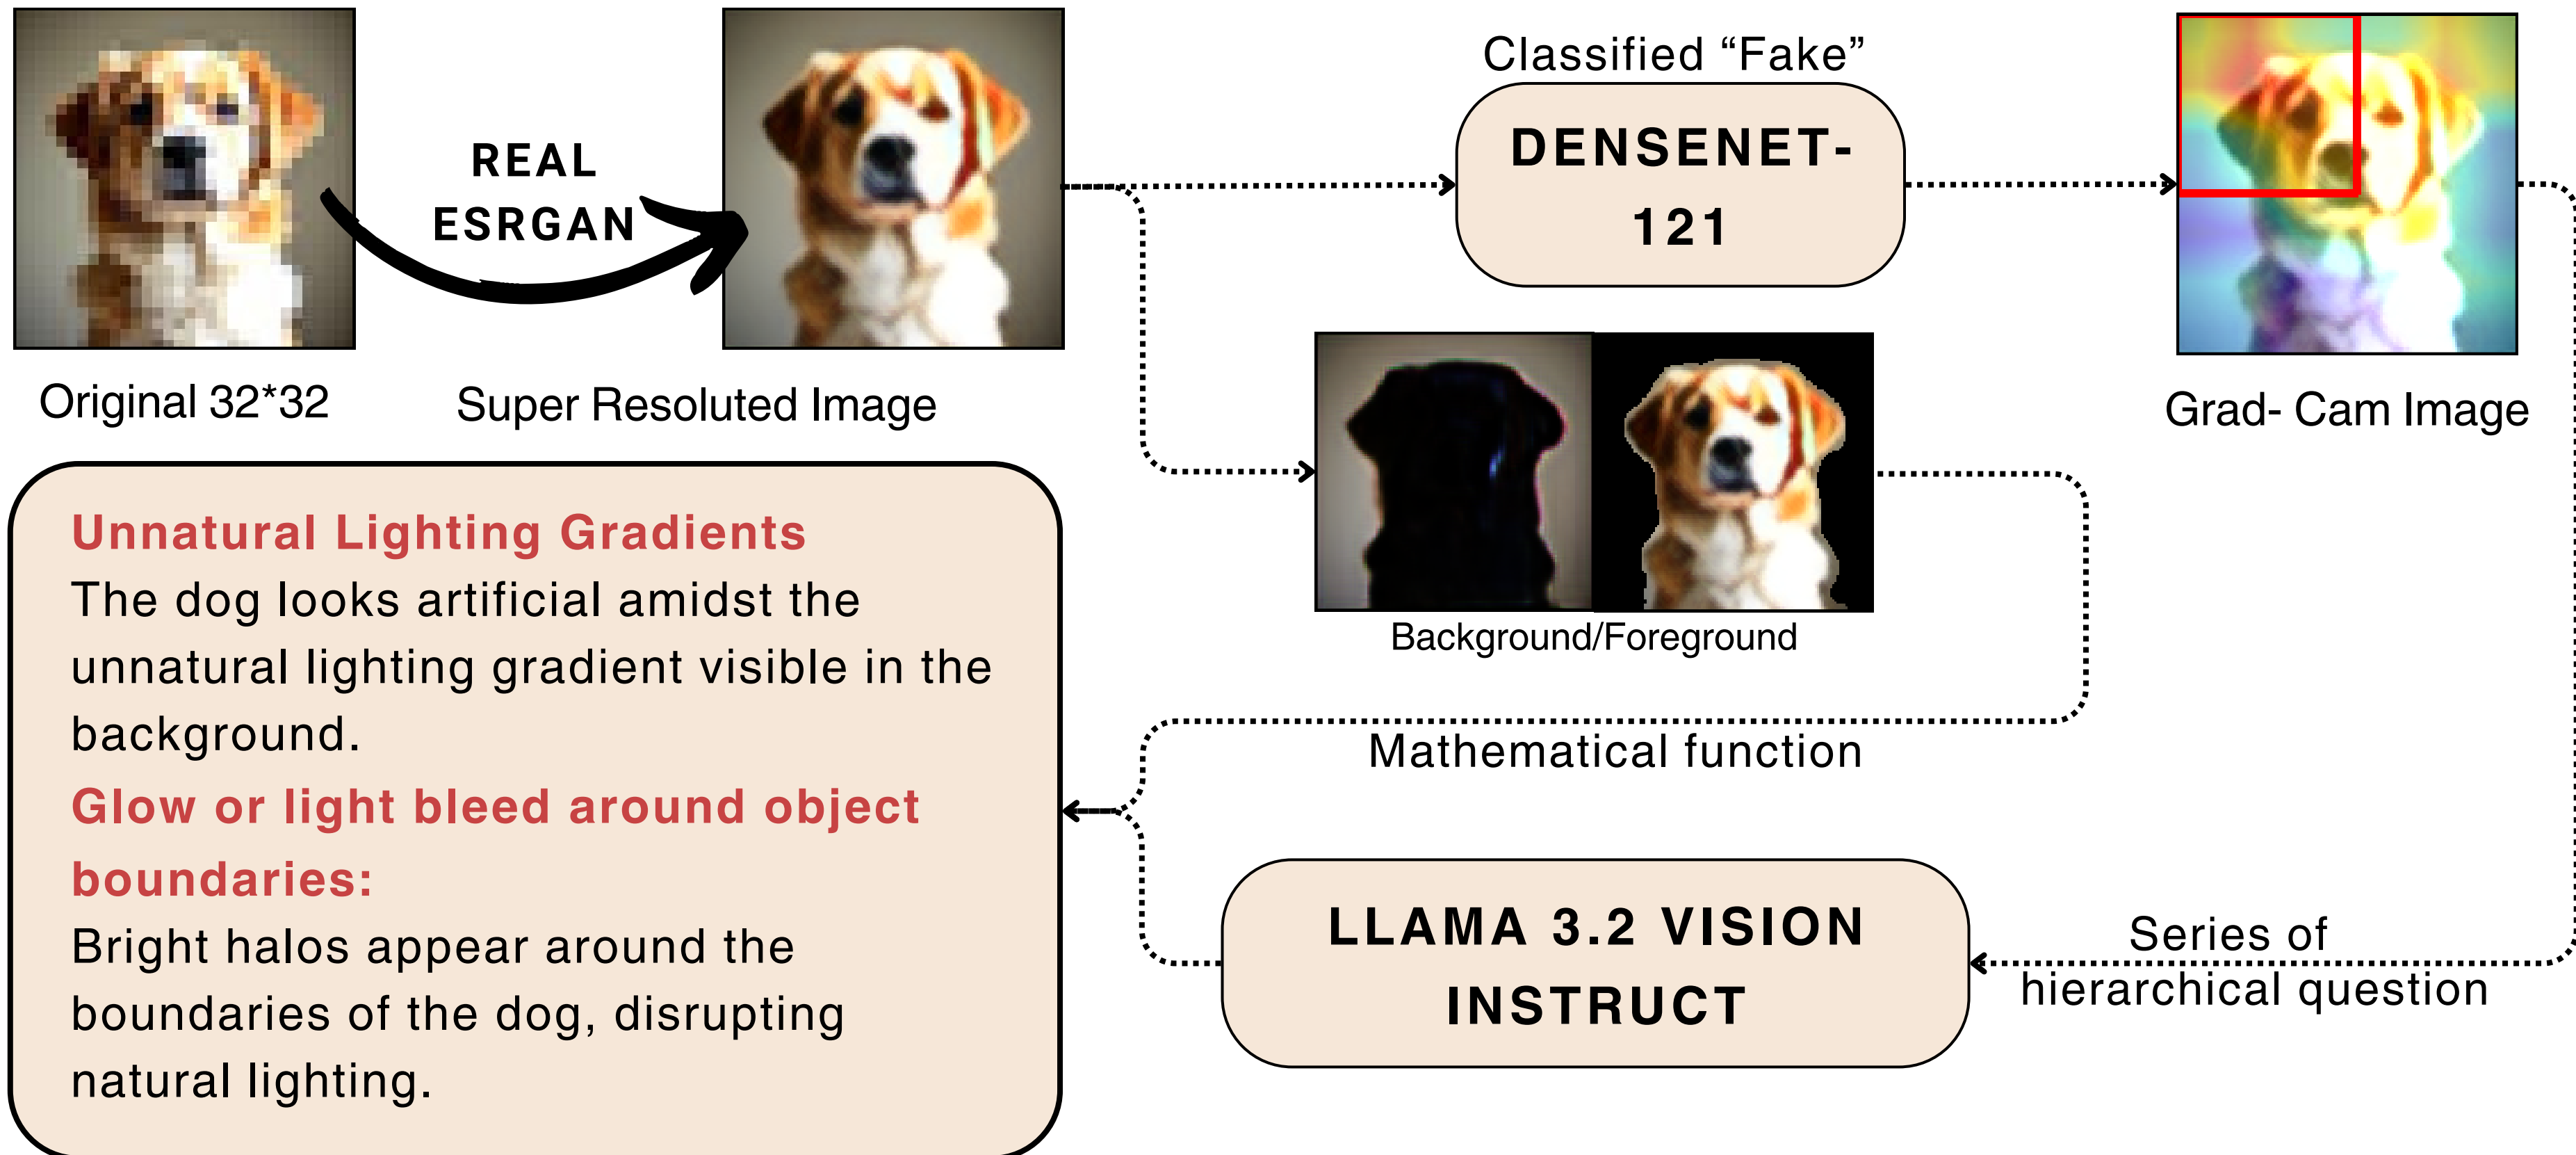 REAL
ESRGAN
Original 32*32
Super Resoluted Image
Classified “Fake”
DENSENET-
121
Grad- Cam Image
Background/Foreground
Mathematical function
Series of
hierarchical question
LLAMA 3.2 VISION
INSTRUCT
Unnatural Lighting Gradients
The dog looks artificial amidst the
unnatural lighting gradient visible in the
background.
Glow or light bleed around object
boundaries:
Bright halos appear around the
boundaries of the dog, disrupting
natural lighting.